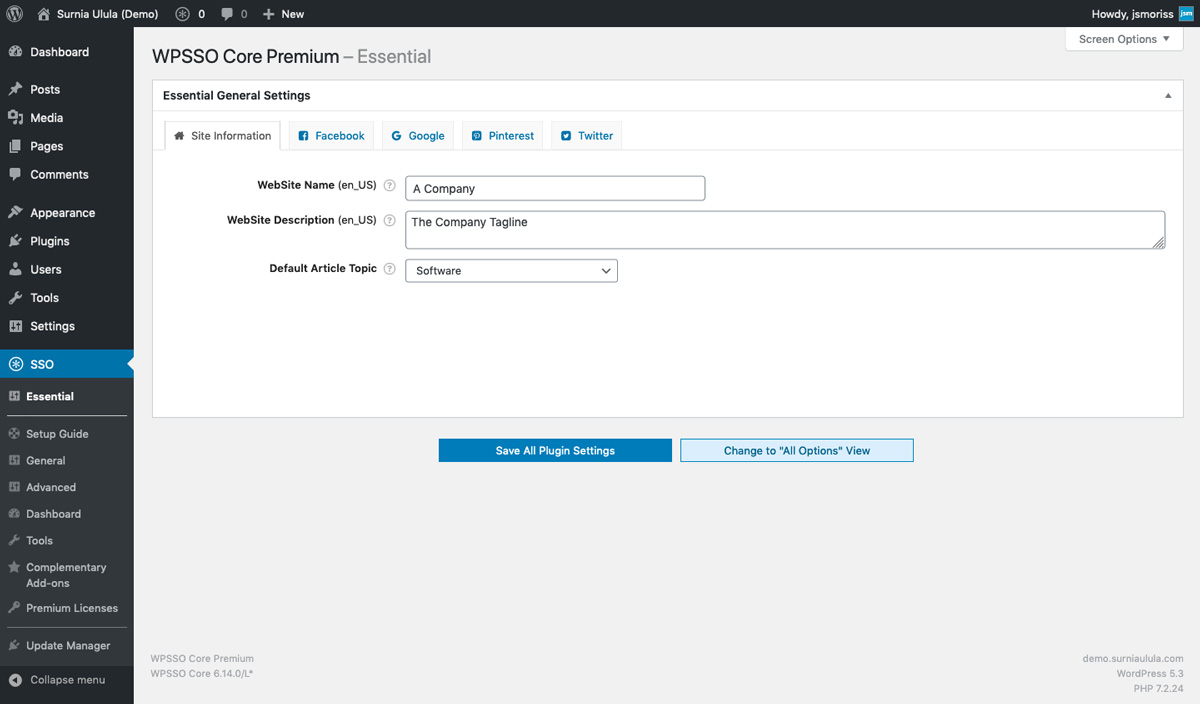 Surnia Ulula (Demo) 0 0 New Howdy, jsmoriss jsm
Screen Options
Dashboard
Posts
Media
Pages
Comments
Appearance
Plugins
Users
Tools
Settings
SSO
Essential
Setup Guide
General
Advanced
Dashboard
Tools
Complementary
Add-ons
Premium Licenses
Update Manager
Collapse menu
WPSSO Core Premium – Essential
Essential General Settings
Site Information Facebook Google Pinterest Twitter
WebSite Name (en_US) ? A Company
WebSite Description (en_US) ? The Company Tagline
Default Article Topic ? Software
Save All Plugin Settings Change to "All Options" View
WPSSO Core Premium
WPSSO Core 6.14.0/L*
demo.surniaulula.com
WordPress 5.3
PHP 7.2.24